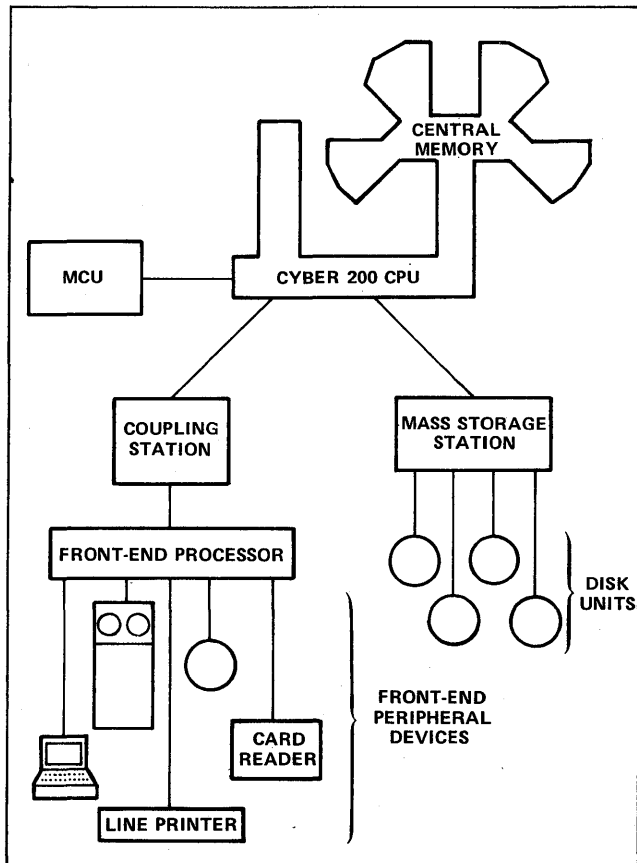 CENTRAL
MEMORY
MCU
CYBER 200 CPU
COUPLING
STATION
MASS STORAGE
STATION
FRONT-END PROCESSOR
DISK
UNITS
FRONT-END
PERIPHERAL
DEVICES
CARD
READER
LINE PRINTER